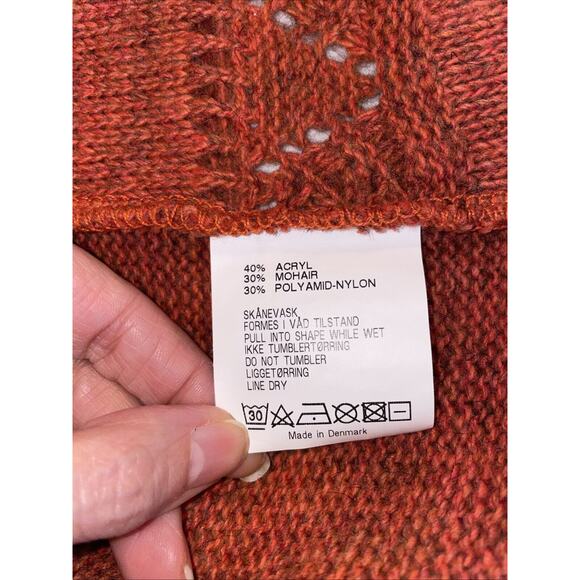 40% ACRYL
30% MOHAIR
30% POLYAMID-NYLON
SKÅNEVASK
FORMES I VÅD TILSTAND
PULL INTO SHAPE WHILE WET
IKKE TUMBLERTØRRING
DO NOT TUMBLER
LIGGETØRRING
LINE DRY
30
Made in Denmark